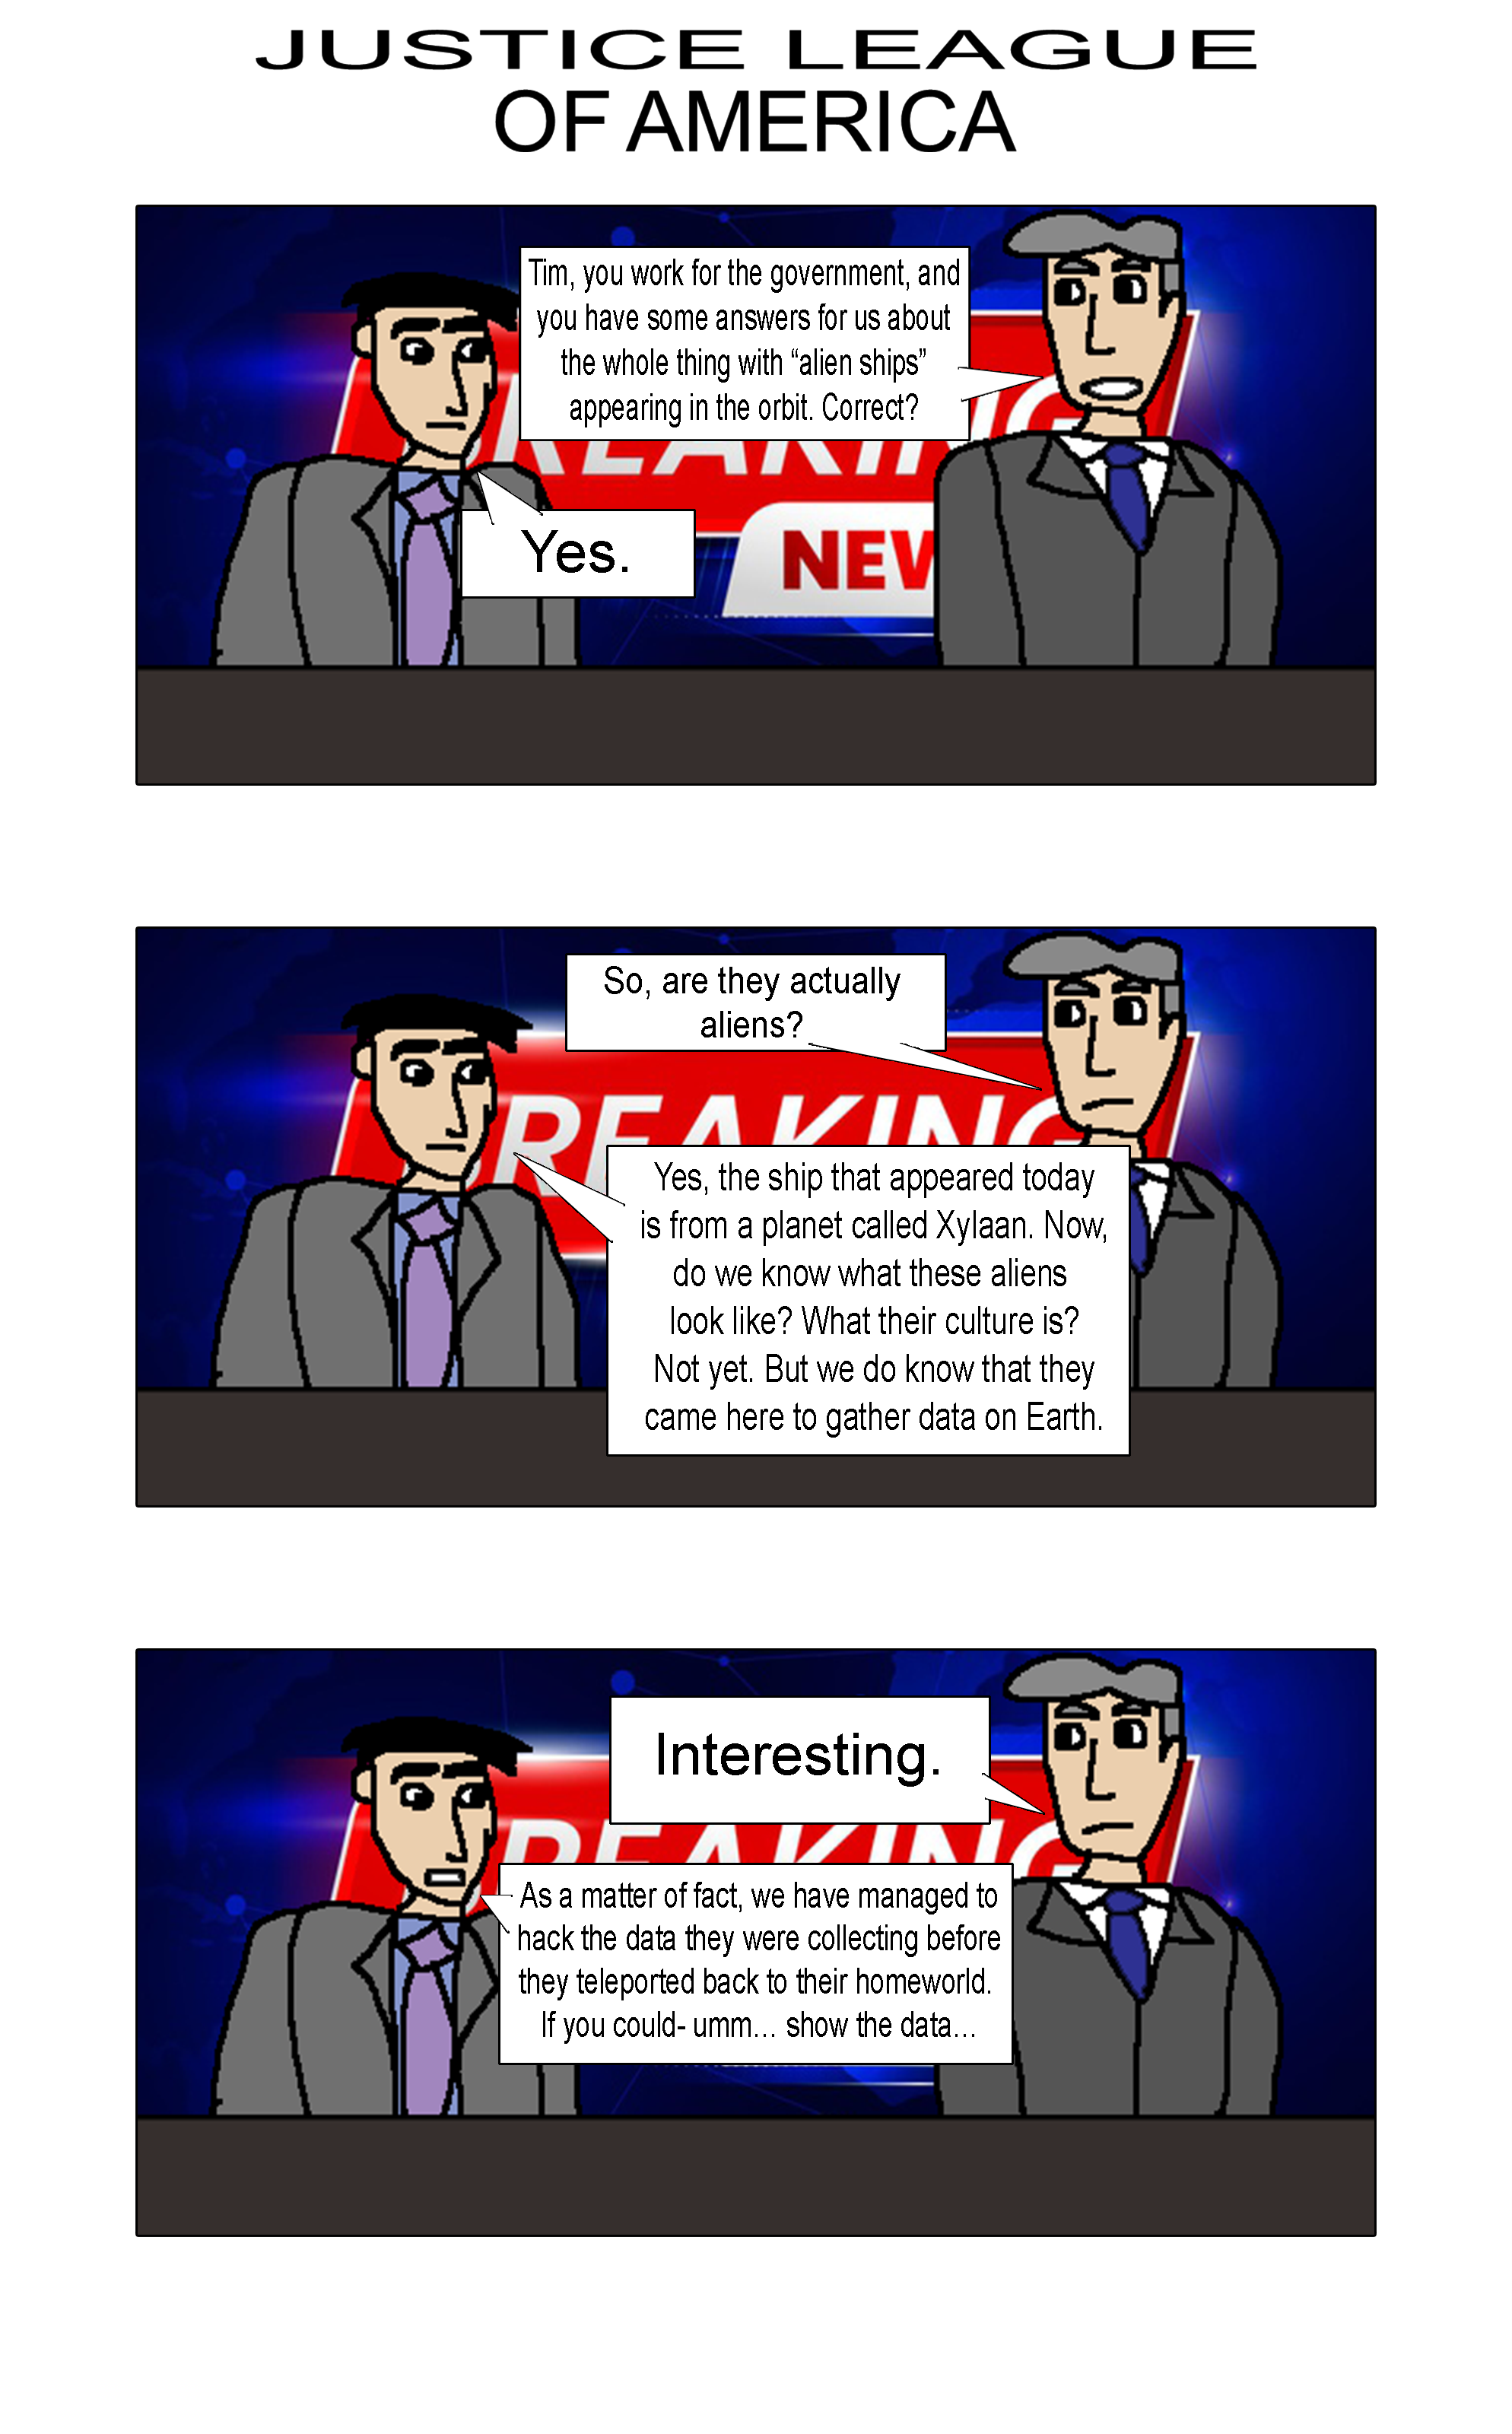 JUSTICE LEAGUE
OF AMERICA
Tim, you work for the government, and
you have some answers for us about
the whole thing with “alien ships”
appearing in the orbit. Correct?
Yes.
NEW
So, are they actually
aliens?
BREAKING
Yes, the ship that appeared today
is from a planet called Xylaan. Now,
do we know what these aliens
look like? What their culture is?
Not yet. But we do know that they
came here to gather data on Earth.
Interesting.
As a matter of fact, we have managed to
hack the data they were collecting before
they teleported back to their homeworld.
If you could- umm... show the data...